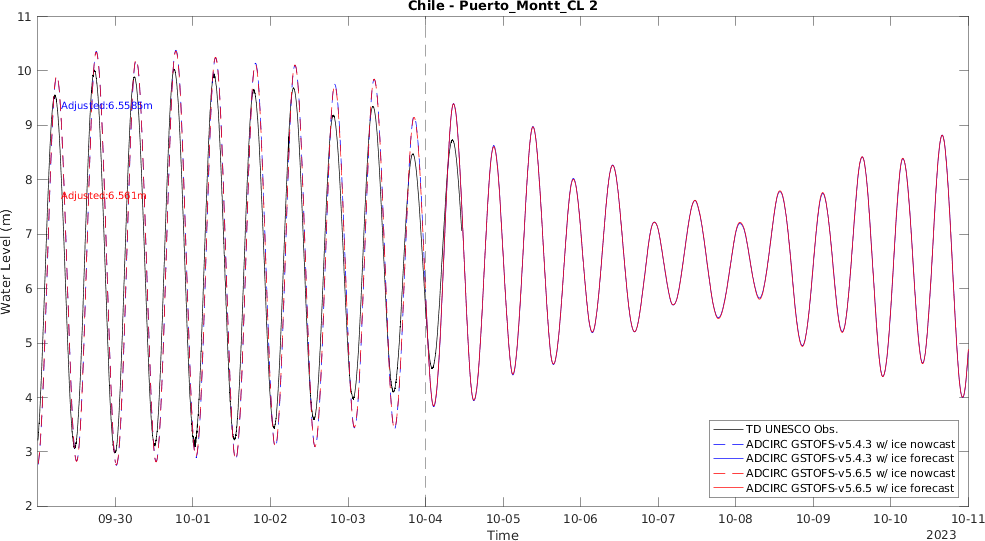 Chile - Puerto_Montt_CL 2
Water Level (m)
11
10
9
8
7
6
5
4
3
2
Adjusted:6.5585m
Adjusted:6.561m
TD UNESCO Obs.
ADCIRC GSTOFS-v5.4.3 w/ ice nowcast
ADCIRC GSTOFS-v5.4.3 w/ ice forecast
ADCIRC GSTOFS-v5.6.5 w/ ice nowcast
ADCIRC GSTOFS-v5.6.5 w/ ice forecast
09-30 10-01 10-02 10-03 10-04 10-05 10-06 10-07 10-08 10-09 10-10 10-11
Time
2023